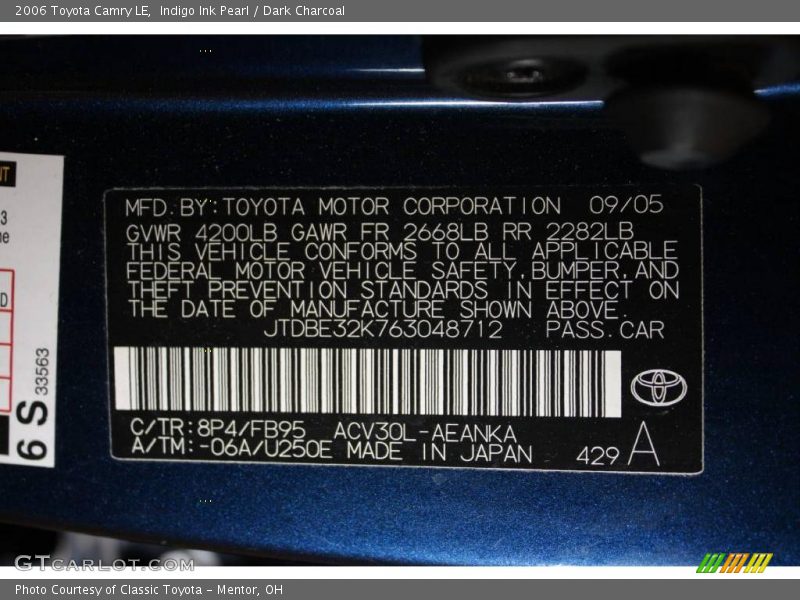 2006 Toyota Camry LE, Indigo Ink Pearl / Dark Charcoal
MFD. BY: TOYOTA MOTOR CORPORATION 09/05
GVWR 4200LB GAWR FR 2668LB RR 2282LB
THIS VEHICLE CONFORMS TO ALL APPLICABLE
FEDERAL MOTOR VEHICLE SAFETY, BUMPER, AND
THEFT PREVENTION STANDARDS IN EFFECT ON
THE DATE OF MANUFACTURE SHOWN ABOVE.
JTDBE32K763048712 PASS. CAR
C/TR: 8P4/FB95 ACV30L-AEANKA
A/TM: -06A/U250E MADE IN JAPAN 429 A
6 S 33563
GTCARLOT.COM
Photo Courtesy of Classic Toyota - Mentor, OH